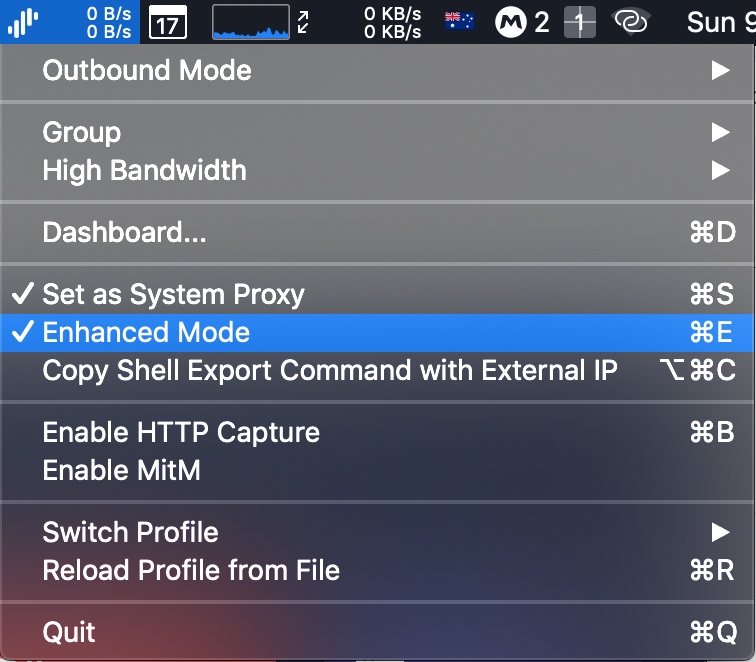 0 B/s
0 B/s
17
0 KB/s
0 KB/s
M 2
1
Sun 9
Outbound Mode ▶
Group ▶
High Bandwidth ▶
Dashboard... ⌘D
✓ Set as System Proxy ⌘S
✓ Enhanced Mode ⌘E
Copy Shell Export Command with External IP ⌥⌘C
Enable HTTP Capture ⌘B
Enable MitM
Switch Profile ▶
Reload Profile from File ⌘R
Quit ⌘Q